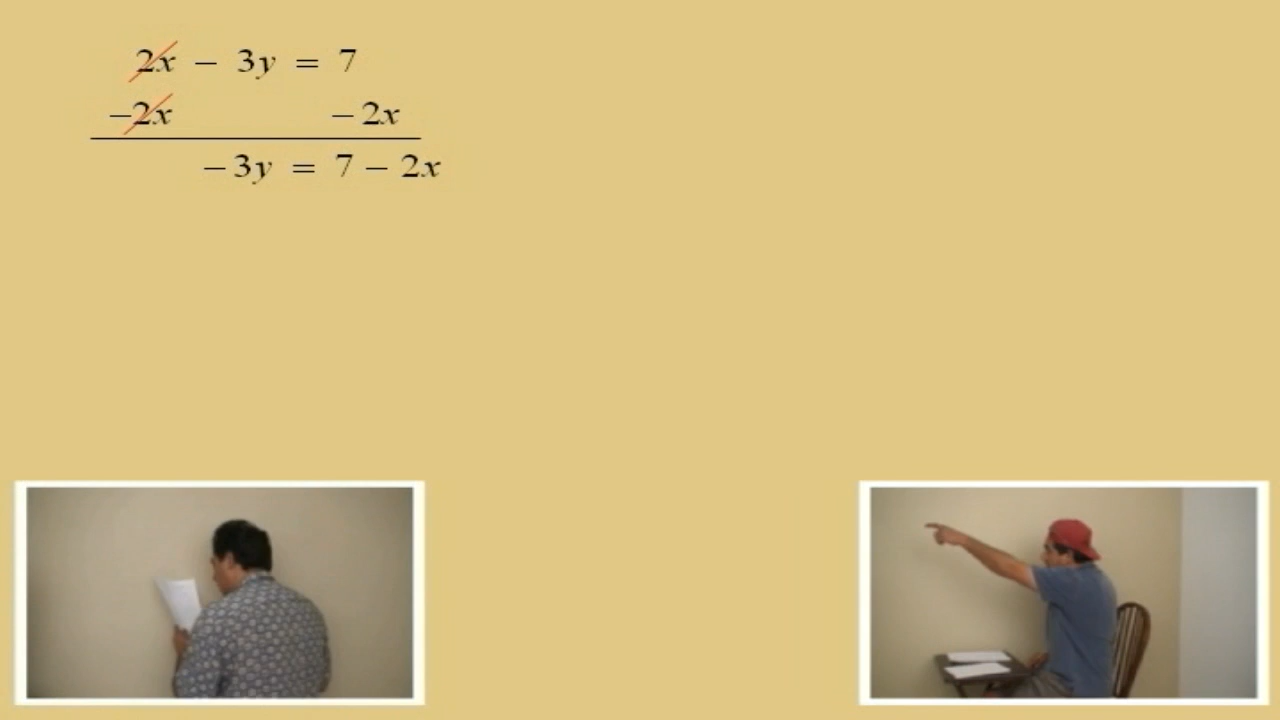 2x − 3y = 7
−2x − 2x
−3y = 7 − 2x